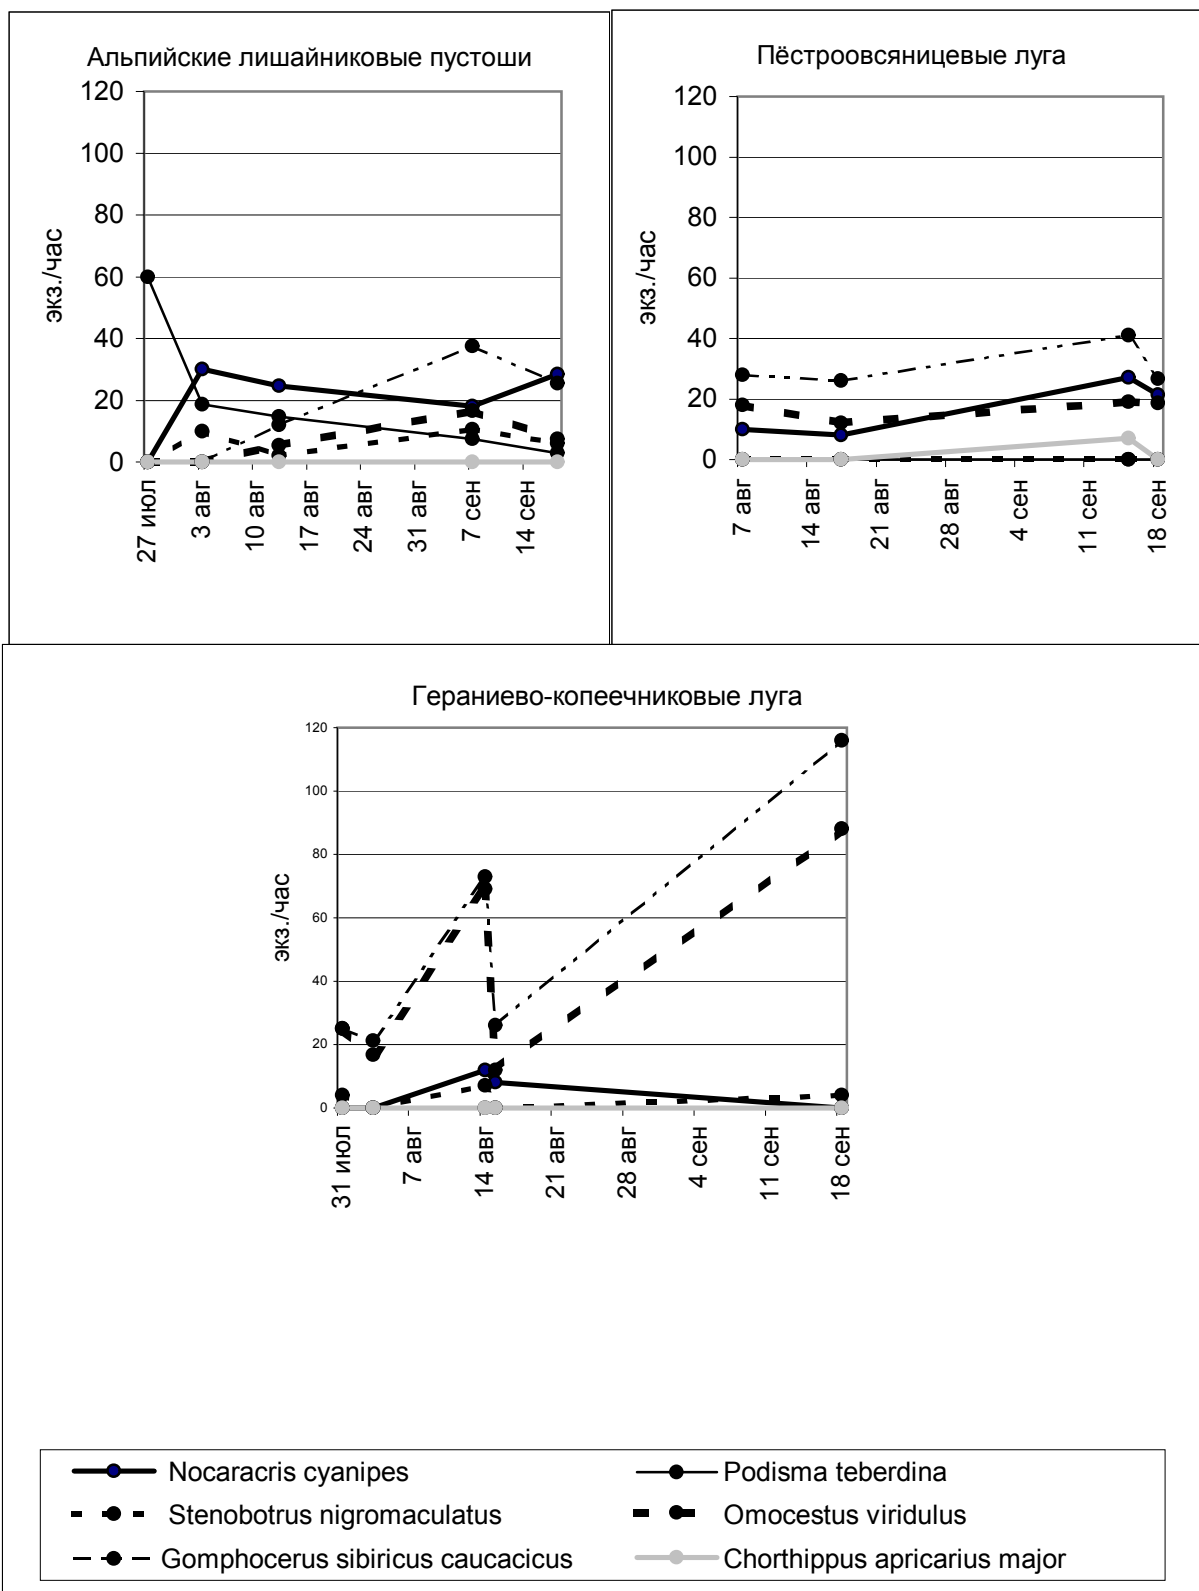 Альпийские лишайниковые пустоши
120
100
80
60
40
20
0
экз./час
27 июл
3 авг
10 авг
17 авг
24 авг
31 авг
7 сен
14 сен
Пёстроовсяницевые луга
120
100
80
60
40
20
0
экз./час
7 авг
14 авг
21 авг
28 авг
4 сен
11 сен
18 сен
Гераниево-копеечниковые луга
120
100
80
60
40
20
0
экз./час
31 июл
7 авг
14 авг
21 авг
28 авг
4 сен
11 сен
18 сен
Nocaracris cyanipes
Podisma teberdina
Stenobotrus nigromaculatus
Omocestus viridulus
Gomphocerus sibiricus caucacicus
Chorthippus apricarius major